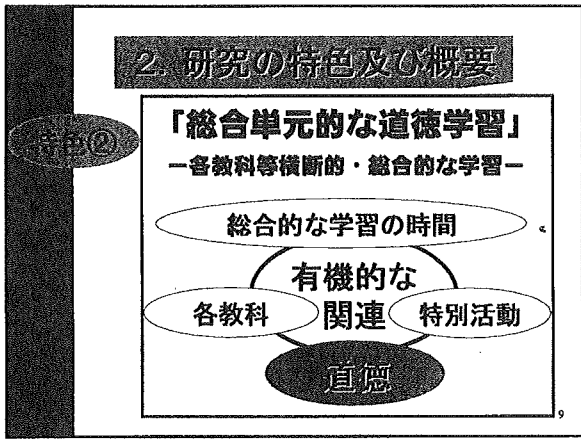 2. 研究の特色及び概要
特色②
「総合単元的な道徳学習」
－各教科等横断的・総合的な学習－
総合的な学習の時間
有機的な
関連
各教科
特別活動
道徳
9